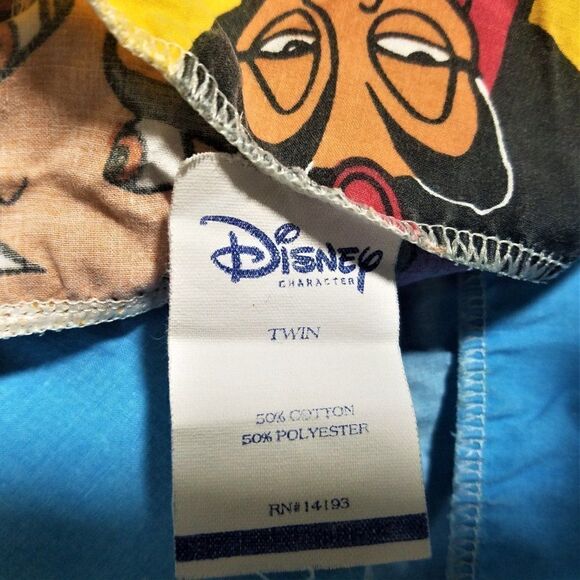 Disney
CHARACTER
TWIN
50% COTTON
50% POLYESTER
RN#14193